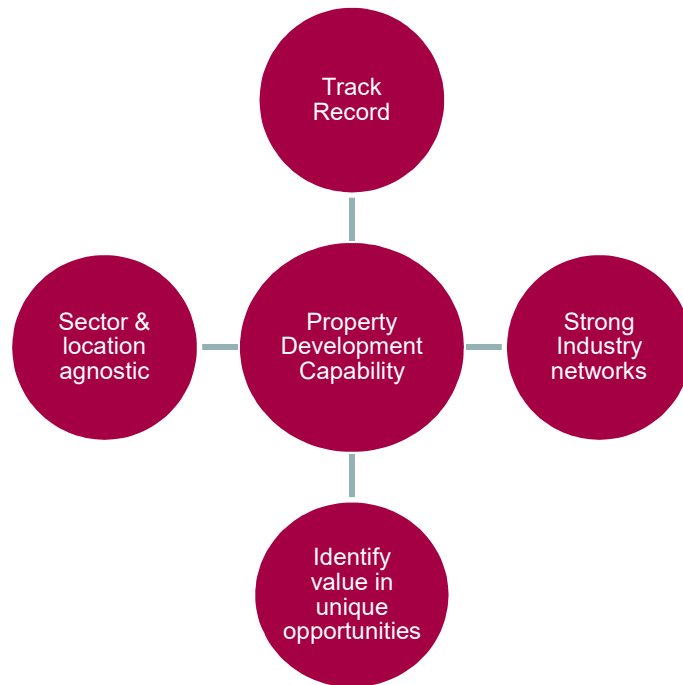 Track
Record
Sector &
location
agnostic
Property
Development
Capability
Strong
Industry
networks
Identify
value in
unique
opportunities